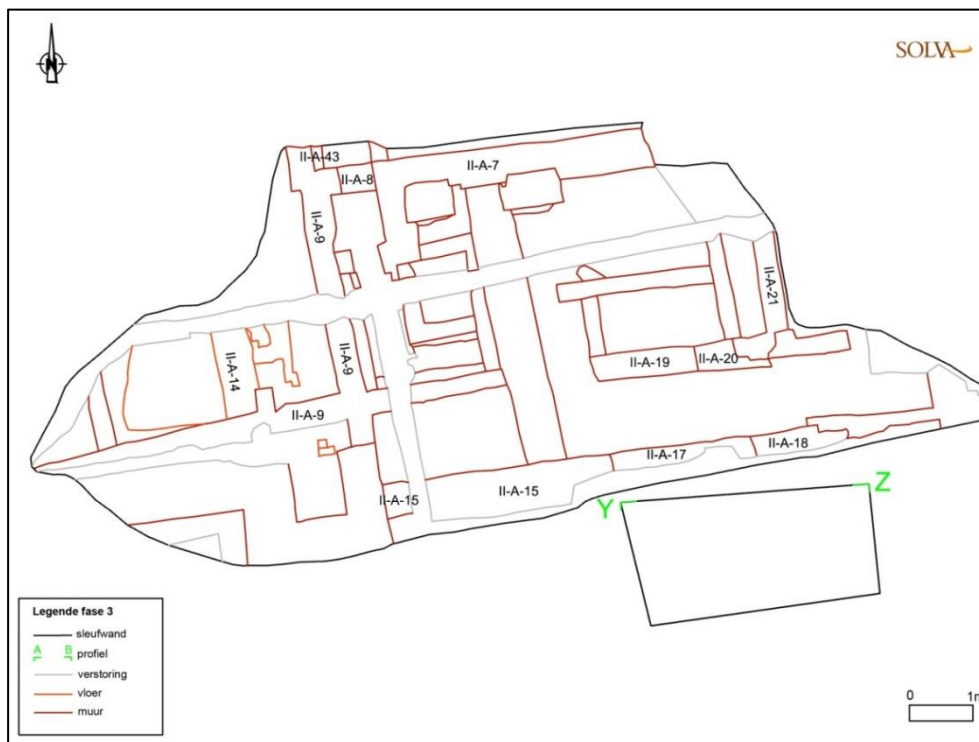 N
SOLVA
II-A-43
II-A-7
II-A-8
II-A-9
II-A-21
II-A-14
II-A-9
II-A-19
II-A-20
II-A-9
II-A-17
II-A-18
II-A-15
II-A-15
Y
Z
Legende fase 3
sleufwand
A B profiel
verstoring
vloer
muur
0 1m